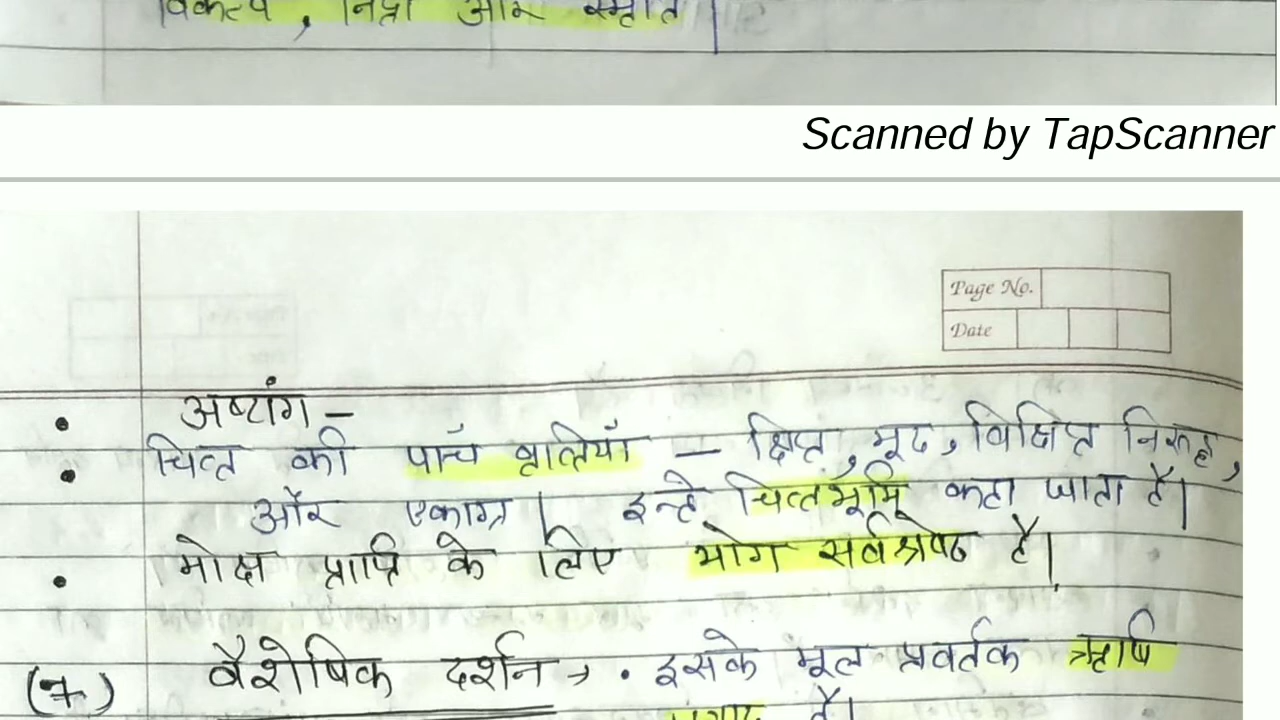 विकल्प, निद्रा और स्मृति |
Scanned by TapScanner
Page No.
Date
• अष्टांग –
• चित्त की पाँच वृत्तियाँ – क्षिप्त, मूढ, विक्षिप्त निरुद्ध,
और एकाग्र | इन्हे चित्तभूमि कहा जाता है|
• मोक्ष प्राप्ति के लिए योग सर्वश्रेष्ठ है|
(7) वैशेषिक दर्शन → • इसके मूल प्रवर्तक ऋषि
है|